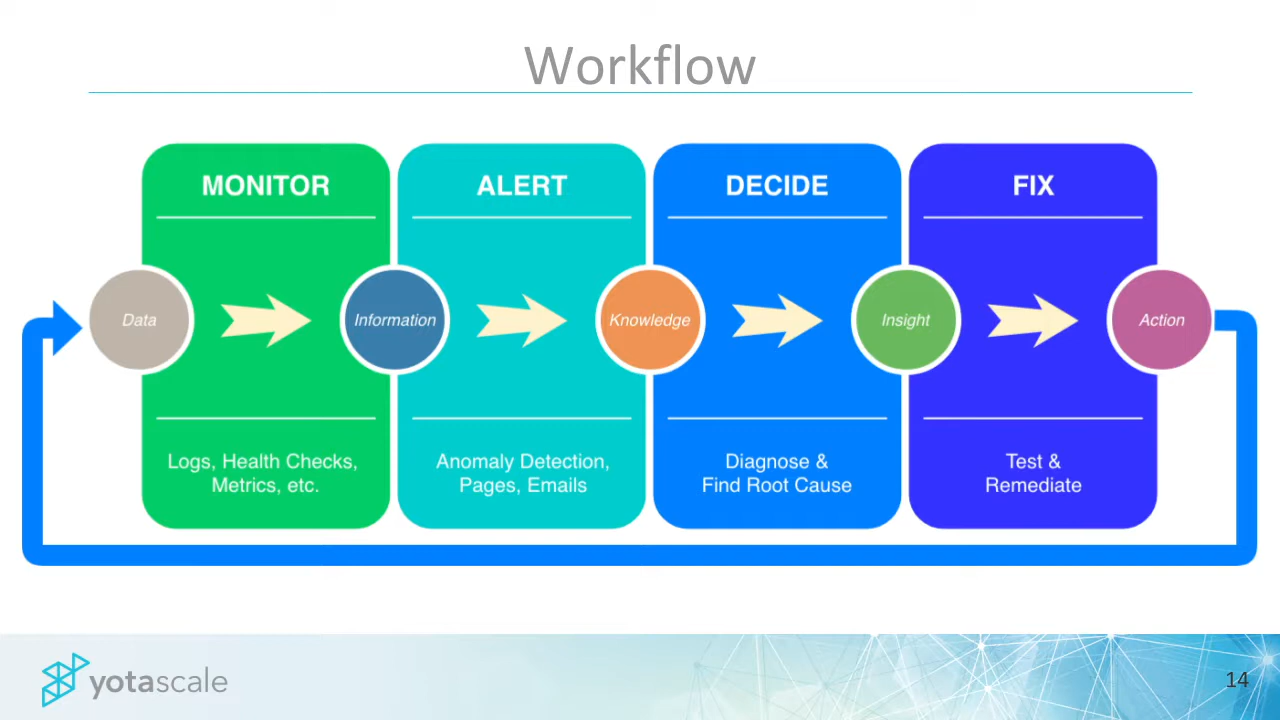 Workflow
MONITOR
ALERT
DECIDE
FIX
Data
Information
Knowledge
Insight
Action
Logs, Health Checks,
Metrics, etc.
Anomaly Detection,
Pages, Emails
Diagnose &
Find Root Cause
Test &
Remediate
yotascale
14